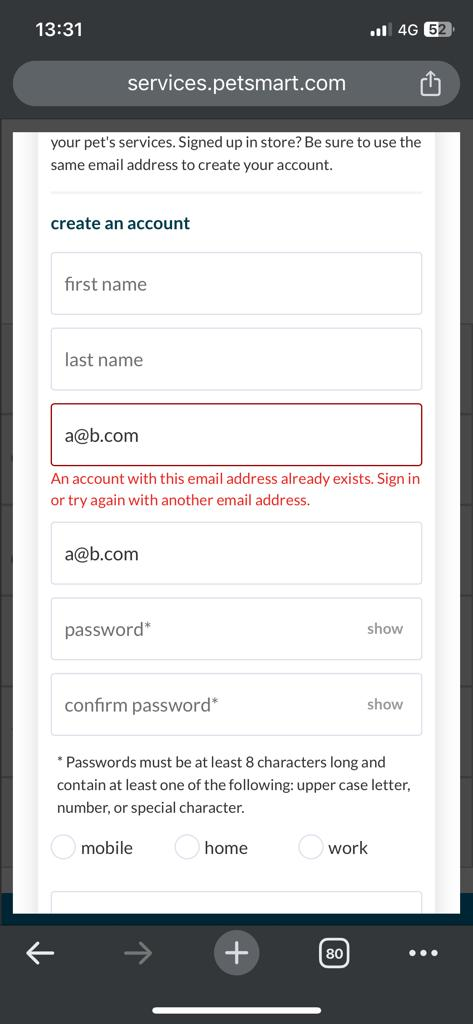 13:31
4G 52
services.petsmart.com
your pet's services. Signed up in store? Be sure to use the
same email address to create your account.
create an account
first name
last name
a@b.com
An account with this email address already exists. Sign in
or try again with another email address.
a@b.com
password* show
confirm password* show
* Passwords must be at least 8 characters long and
contain at least one of the following: upper case letter,
number, or special character.
mobile home work
80